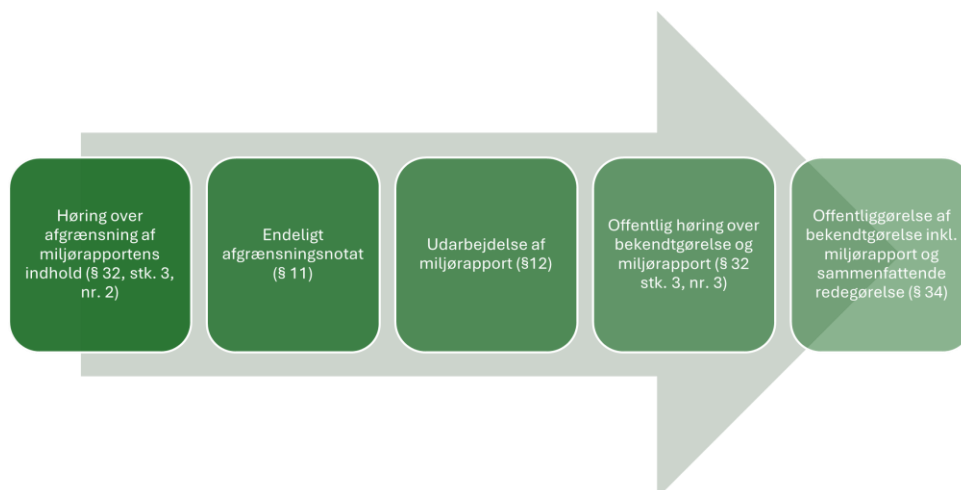 Høring over
afgrænsning af
miljørapportens
indhold (§ 32, stk. 3,
nr. 2)
Endeligt
afgrænsningsnotat
(§ 11)
Udarbejdelse af
miljørapport (§12)
Offentlig høring over
bekendtgørelse og
miljørapport (§ 32
stk. 3, nr. 3)
Offentliggørelse af
bekendtgørelse inkl.
miljørapport og
sammenfattende
redegørelse (§ 34)